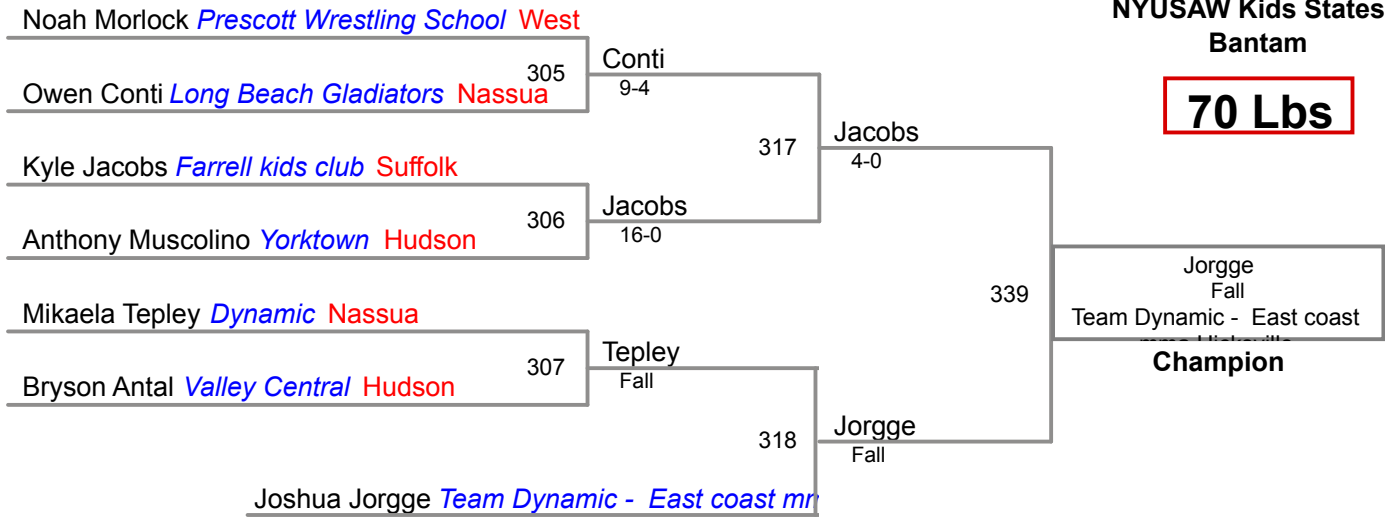 NYUSAW Kids States
Bantam
70 Lbs
Noah Morlock Prescott Wrestling School West
305
Conti
9-4
Owen Conti Long Beach Gladiators Nassua
317
Jacobs
4-0
Kyle Jacobs Farrell kids club Suffolk
306
Jacobs
16-0
Anthony Muscolino Yorktown Hudson
339
Jorgge
Fall
Team Dynamic - East coast
mma Hicksville
Champion
Mikaela Tepley Dynamic Nassua
307
Tepley
Fall
Bryson Antal Valley Central Hudson
318
Jorgge
Fall
Joshua Jorgge Team Dynamic - East coast